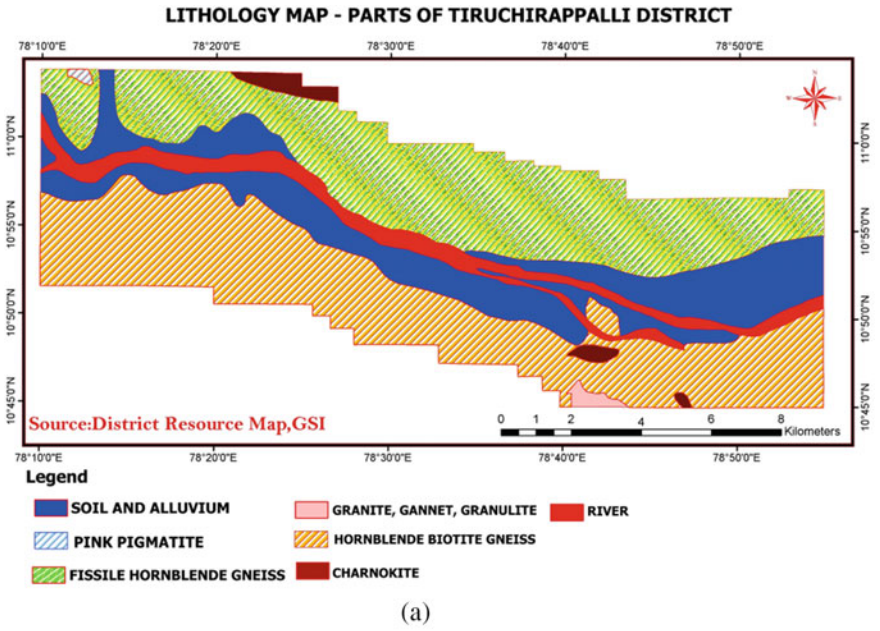 LITHOLOGY MAP - PARTS OF TIRUCHIRAPPALLI DISTRICT
78°10'0"E 78°20'0"E 78°30'0"E 78°40'0"E 78°50'0"E
N
W E
S
11°0'0"N 11°0'0"N
10°55'0"N 10°55'0"N
10°50'0"N 10°50'0"N
10°45'0"N 10°45'0"N
Source:District Resource Map,GSI
0 1 2 4 6 8
Kilometers
78°10'0"E 78°20'0"E 78°30'0"E 78°40'0"E 78°50'0"E
Legend
SOIL AND ALLUVIUM
PINK PIGMATITE
FISSILE HORNBLENDE GNEISS
GRANITE, GANNET, GRANULITE
HORNBLENDE BIOTITE GNEISS
CHARNOKITE
RIVER
(a)